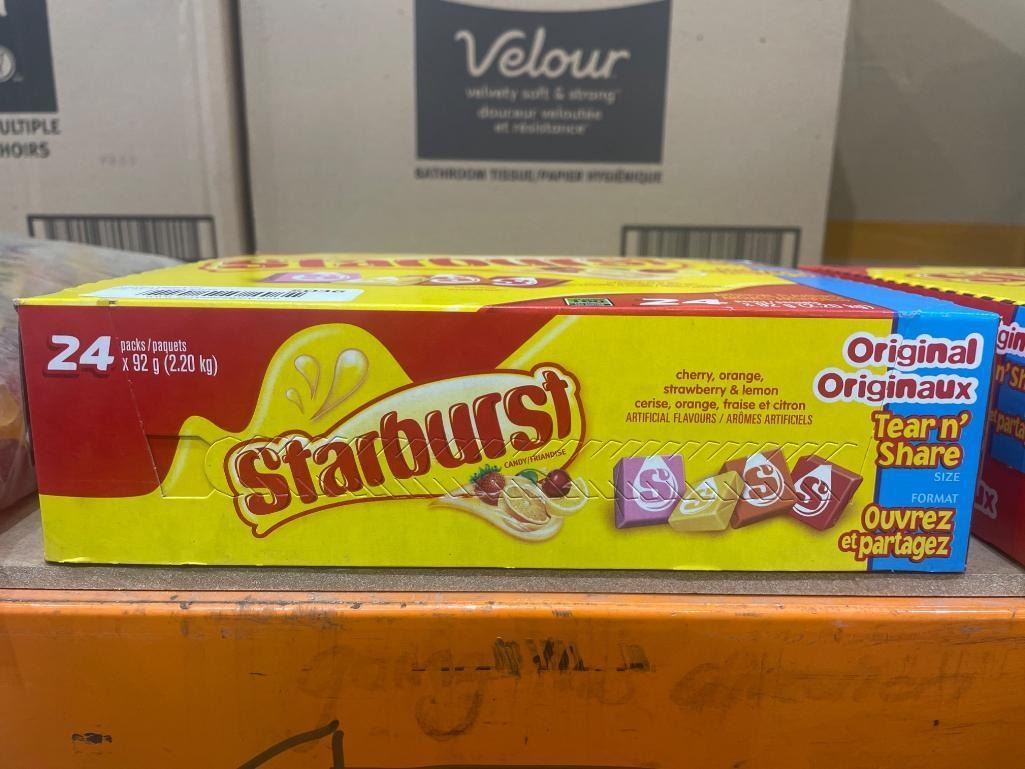 Velour
velvety soft & strong
douceur veloutée
et résistance
BATHROOM TISSUE/PAPIER HYGIÉNIQUE
ULTIPLE
HOIRS
Starburst
24
24 packs/paquets
x 92 g (2.20 kg)
Starburst
CANDY/FRIANDISE
cherry, orange,
strawberry & lemon
cerise, orange, fraise et citron
ARTIFICIAL FLAVOURS / ARÔMES ARTIFICIELS
Original
Originaux
Tear n'
Share
SIZE
FORMAT
Ouvrez
et partagez